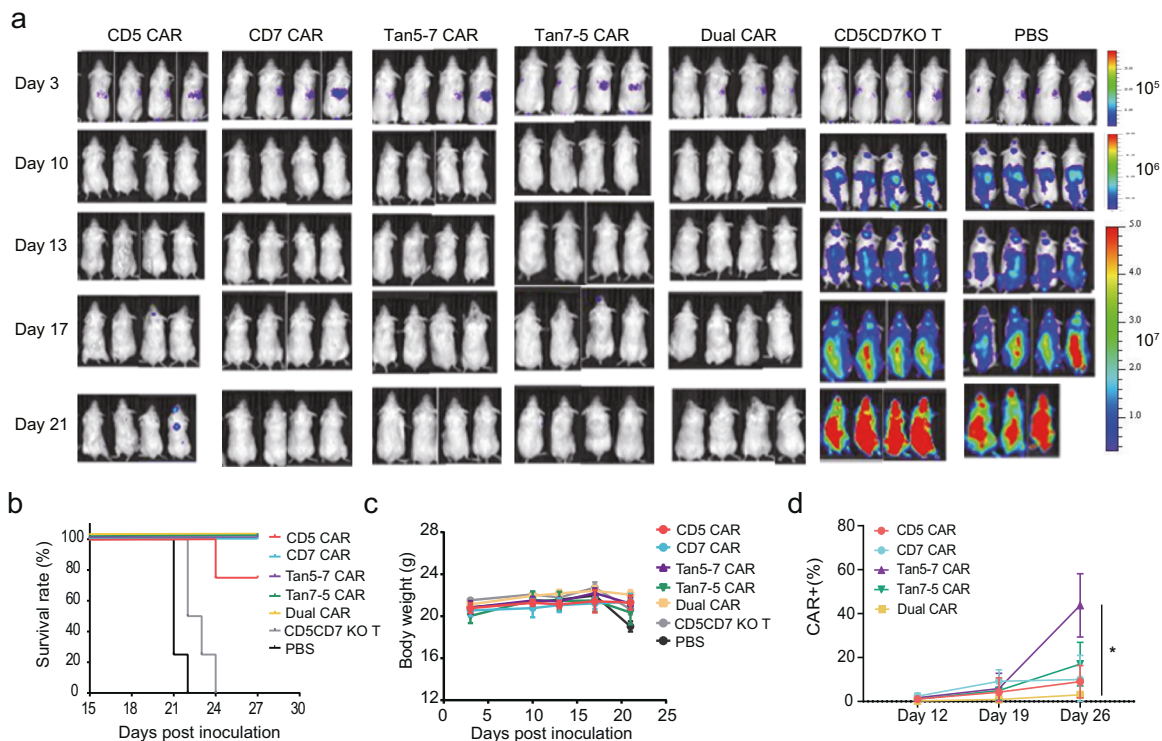 a
CD5 CAR CD7 CAR Tan5-7 CAR Tan7-5 CAR Dual CAR CD5CD7KO T PBS
Day 3
10⁵
Day 10
10⁶
Day 13
5.0
4.0
Day 17
3.0
10⁷
2.0
Day 21
1.0
b
Survival rate (%)
100
80
60
40
20
0
15 18 21 24 27 30
Days post inoculation
CD5 CAR
CD7 CAR
Tan5-7 CAR
Tan7-5 CAR
Dual CAR
CD5CD7 KO T
PBS
c
Body weight (g)
28
24
20
16
12
0 5 10 15 20 25
Days post inoculation
CD5 CAR
CD7 CAR
Tan5-7 CAR
Tan7-5 CAR
Dual CAR
CD5CD7 KO T
PBS
d
CAR+(%)
80
60
40
20
0
Day 12 Day 19 Day 26
CD5 CAR
CD7 CAR
Tan5-7 CAR
Tan7-5 CAR
Dual CAR
*